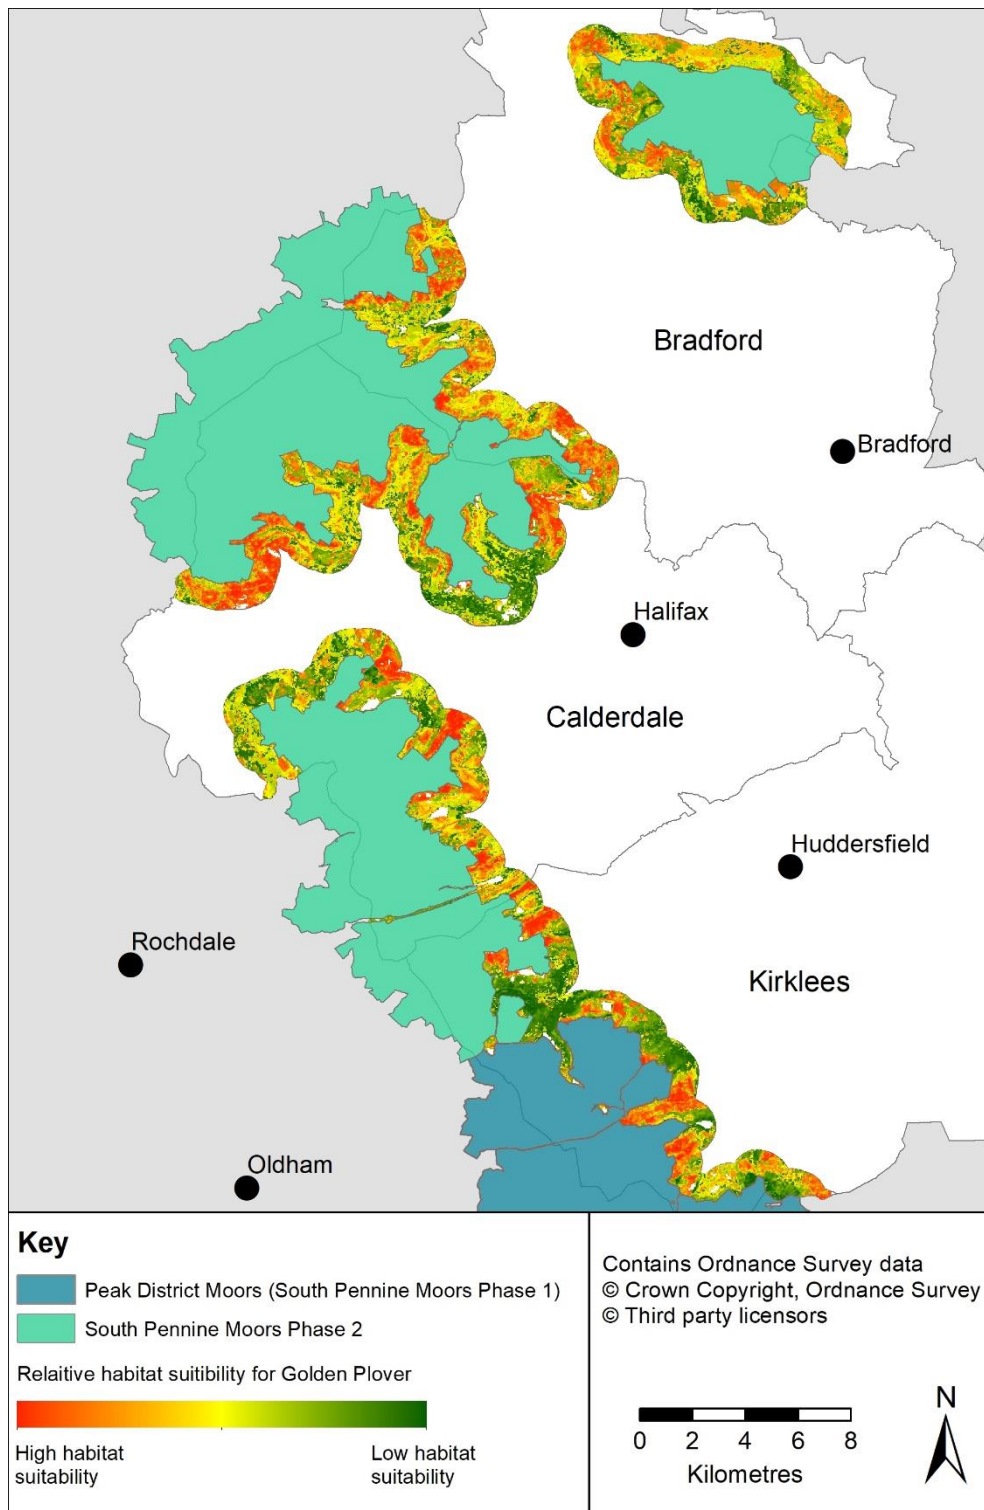 Bradford
Bradford
Halifax
Calderdale
Huddersfield
Rochdale
Kirklees
Oldham
Key
Peak District Moors (South Pennine Moors Phase 1)
South Pennine Moors Phase 2
Relaitive habitat suitibility for Golden Plover
High habitat
suitability
Low habitat
suitability
Contains Ordnance Survey data
© Crown Copyright, Ordnance Survey
© Third party licensors
0 2 4 6 8
Kilometres
N